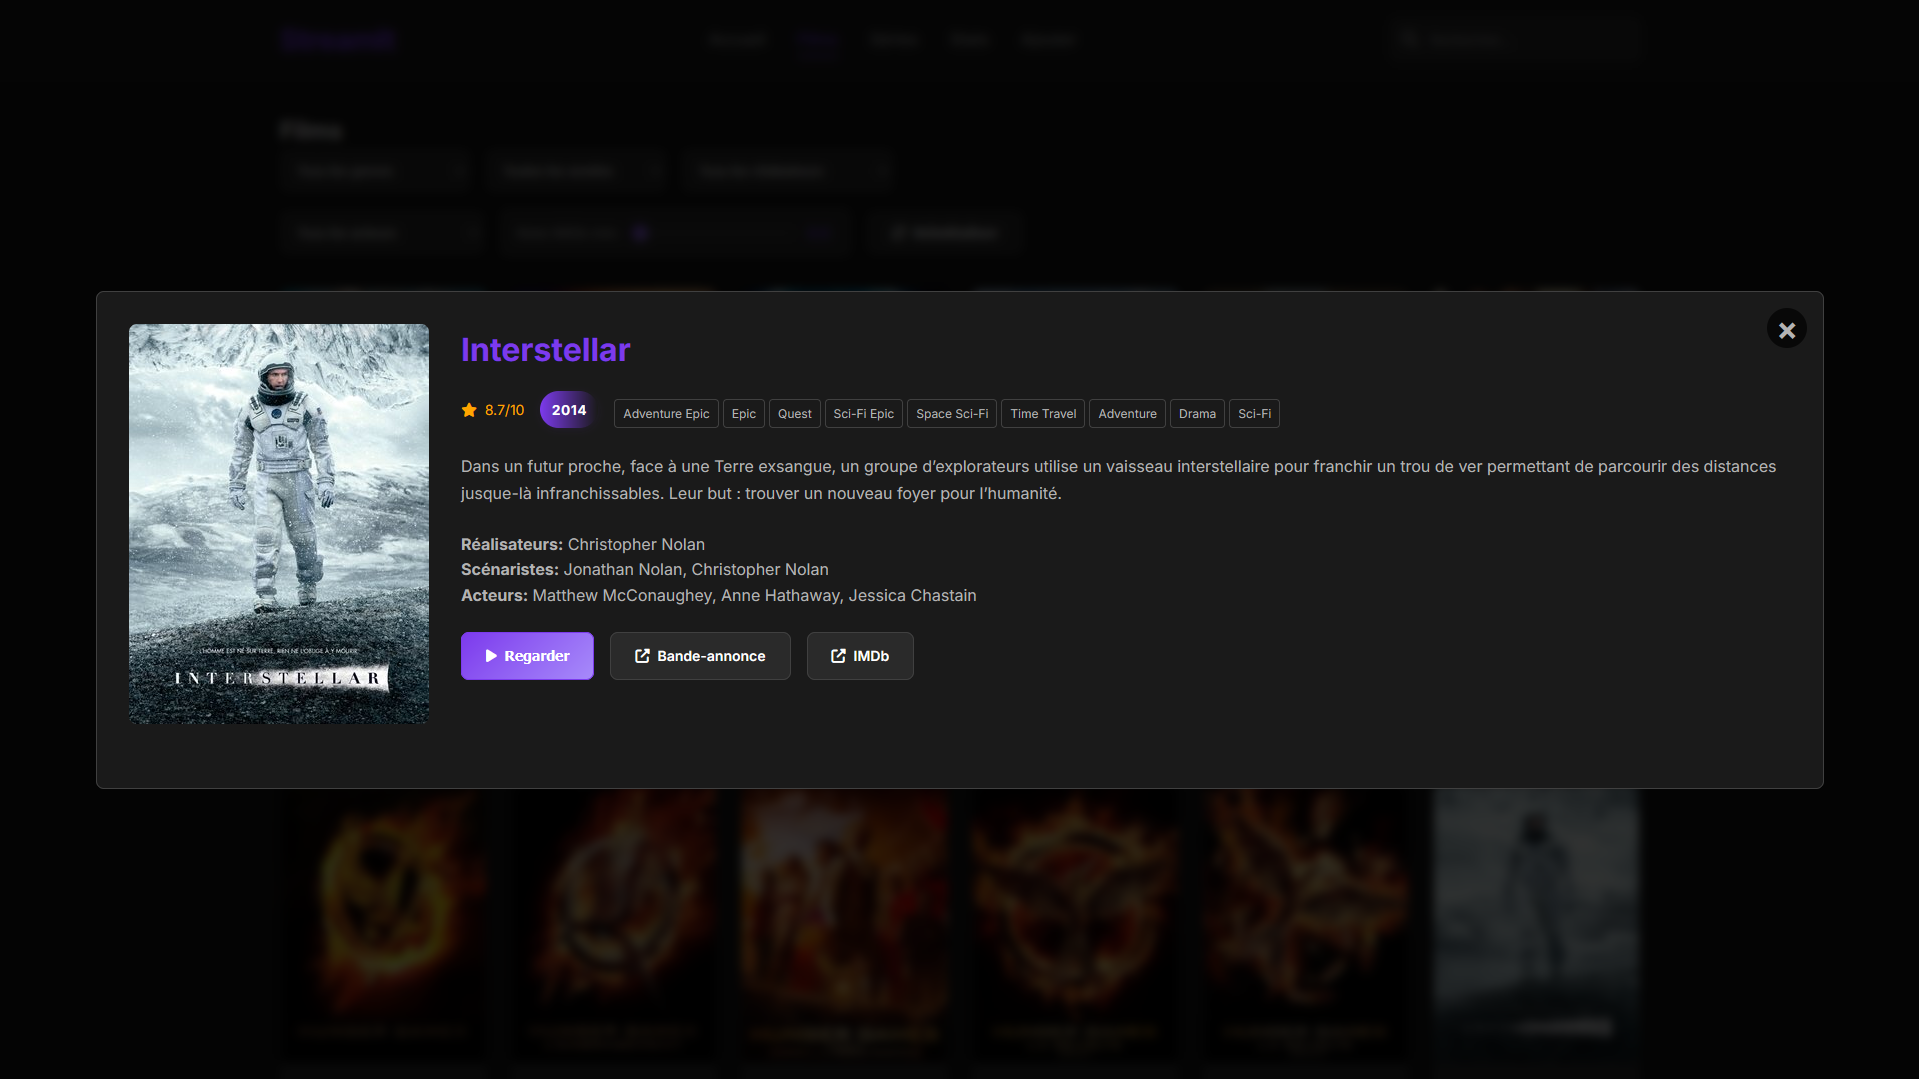 Films
Interstellar
8.7/10 2014 Adventure Epic Epic Quest Sci-Fi Epic Space Sci-Fi Time Travel Adventure Drama Sci-Fi
Dans un futur proche, face à une Terre exsangue, un groupe d’explorateurs utilise un vaisseau interstellaire pour franchir un trou de ver permettant de parcourir des distances
jusque-là infranchissables. Leur but : trouver un nouveau foyer pour l’humanité.
Réalisateurs: Christopher Nolan
Scénaristes: Jonathan Nolan, Christopher Nolan
Acteurs: Matthew McConaughey, Anne Hathaway, Jessica Chastain
Regarder Bande-annonce IMDb
L'HOMME EST NÉ SUR TERRE, RIEN NE L'OBLIGE À Y MOURIR.
INTERSTELLAR